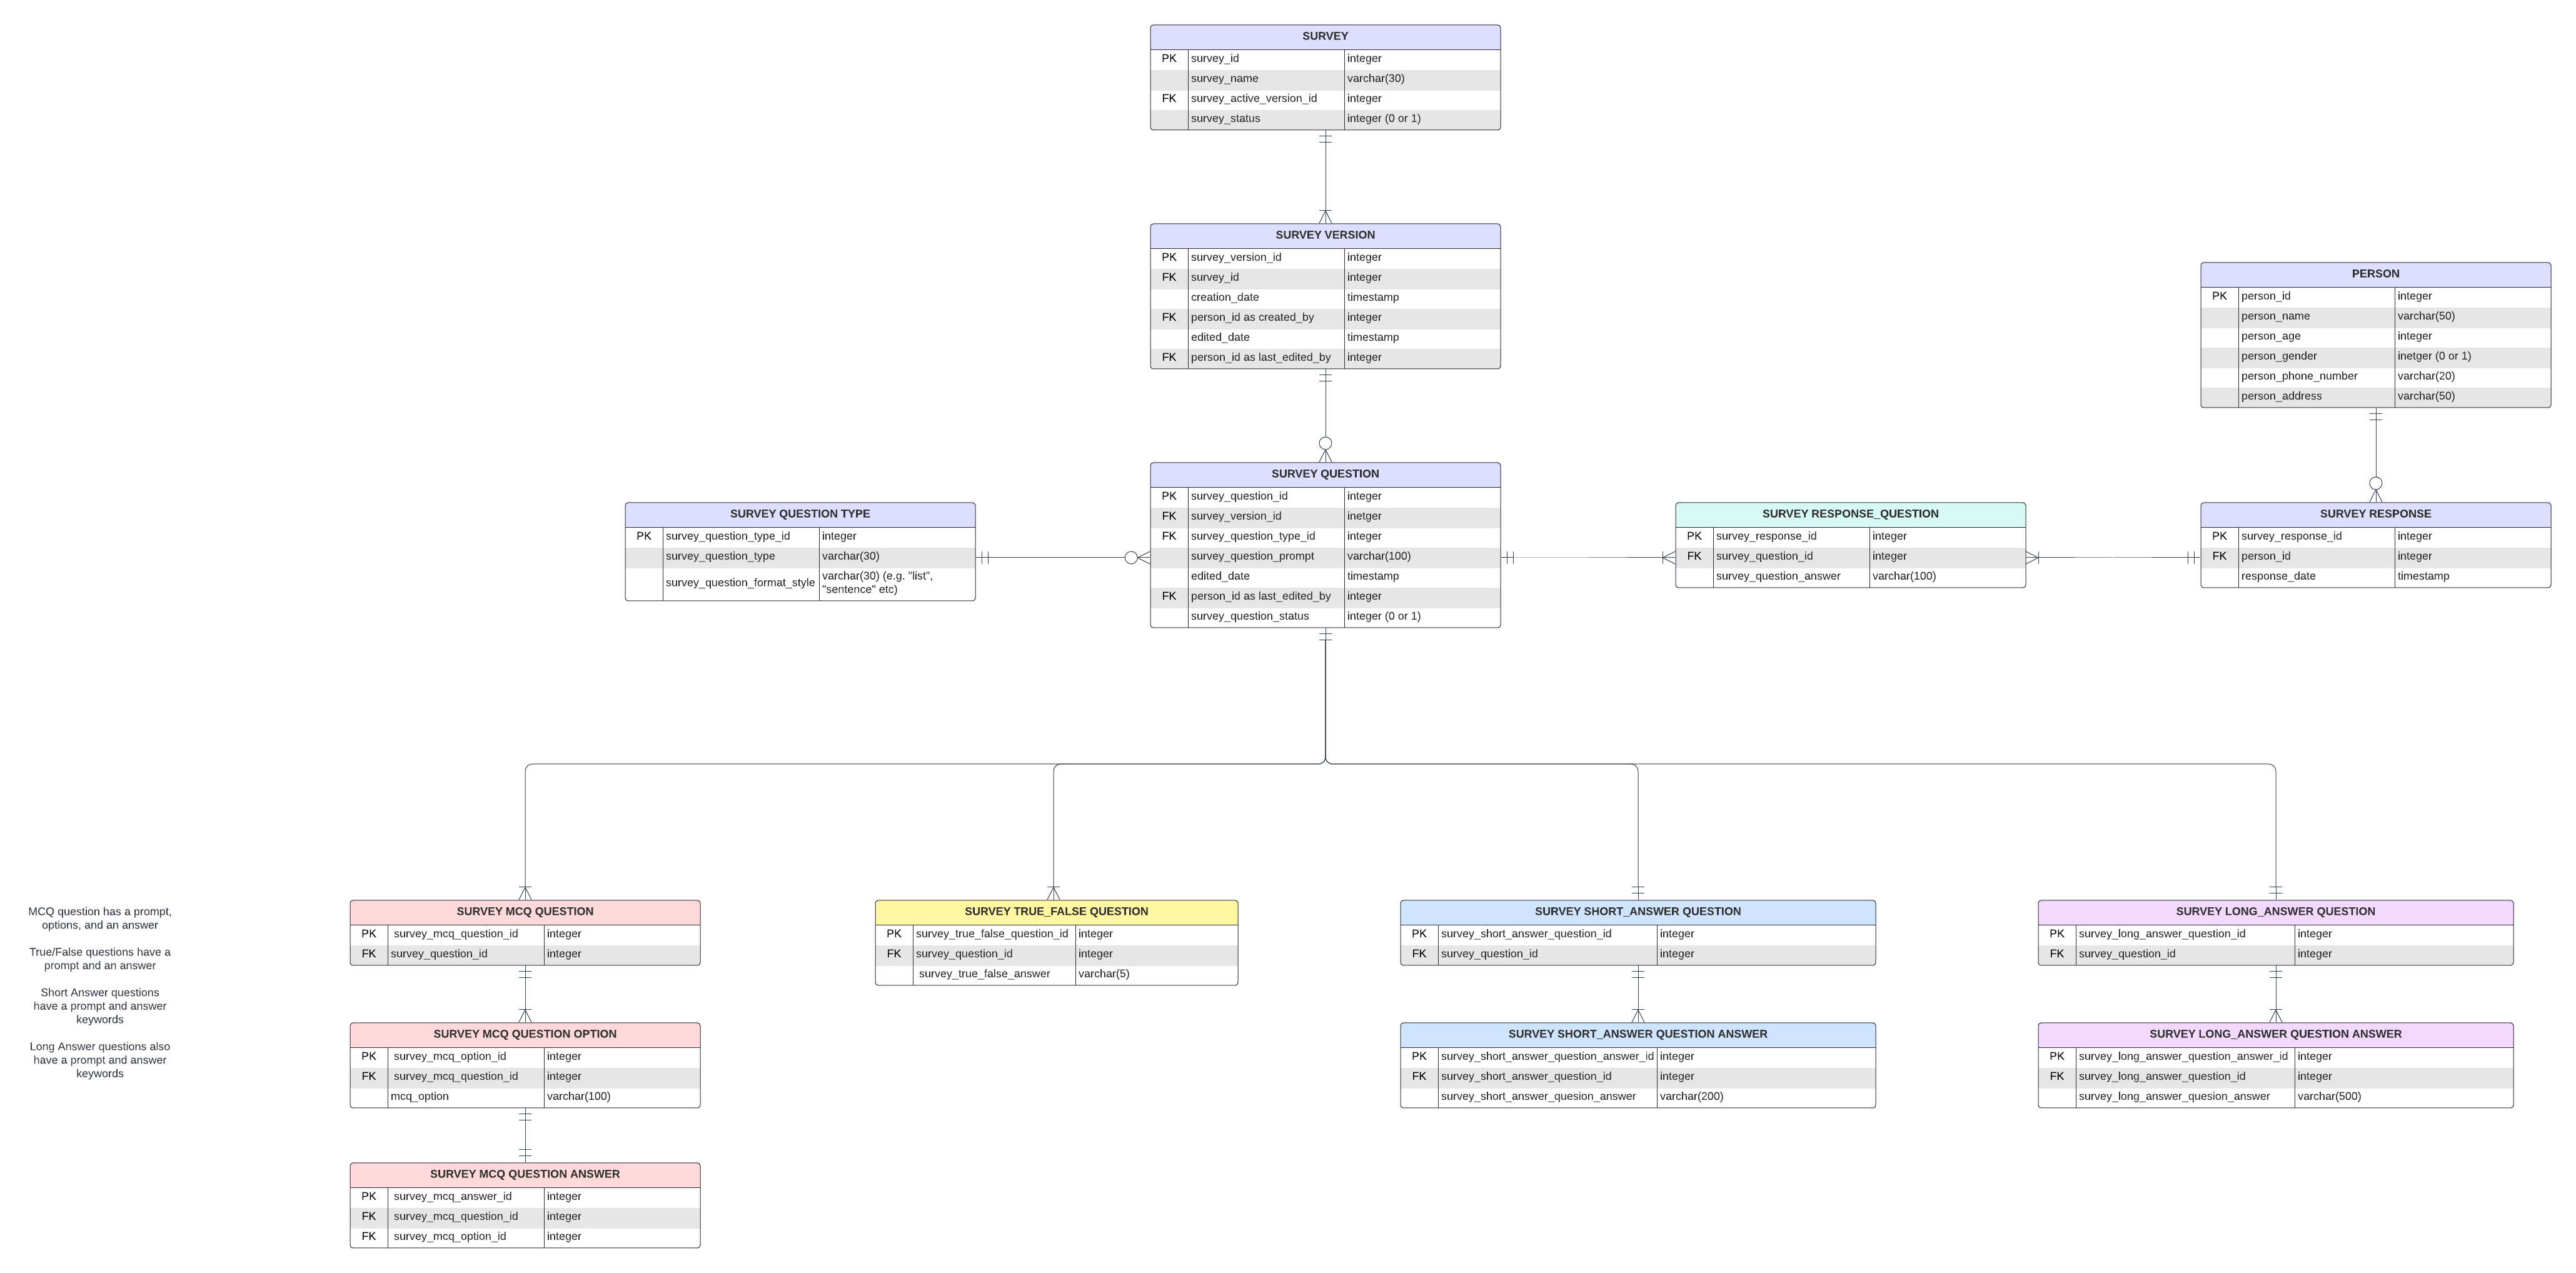 SURVEY
PK survey_id integer
survey_name varchar(30)
FK survey_active_version_id integer
survey_status integer (0 or 1)
SURVEY VERSION
PK survey_version_id integer
FK survey_id integer
creation_date timestamp
FK person_id as created_by integer
edited_date timestamp
FK person_id as last_edited_by integer
PERSON
PK person_id integer
person_name varchar(50)
person_age integer
person_gender inetger (0 or 1)
person_phone_number varchar(20)
person_address varchar(50)
SURVEY QUESTION TYPE
PK survey_question_type_id integer
survey_question_type varchar(30)
survey_question_format_style varchar(30) (e.g. "list",
"sentence" etc)
SURVEY QUESTION
PK survey_question_id integer
FK survey_version_id inetger
FK survey_question_type_id integer
survey_question_prompt varchar(100)
edited_date timestamp
FK person_id as last_edited_by integer
survey_question_status integer (0 or 1)
SURVEY RESPONSE_QUESTION
PK survey_response_id integer
FK survey_question_id integer
survey_question_answer varchar(100)
SURVEY RESPONSE
PK survey_response_id integer
FK person_id integer
response_date timestamp
MCQ question has a prompt,
options, and an answer
True/False questions have a
prompt and an answer
Short Answer questions
have a prompt and answer
keywords
Long Answer questions also
have a prompt and answer
keywords
SURVEY MCQ QUESTION
PK survey_mcq_question_id integer
FK survey_question_id integer
SURVEY MCQ QUESTION OPTION
PK survey_mcq_option_id integer
FK survey_mcq_question_id integer
mcq_option varchar(100)
SURVEY MCQ QUESTION ANSWER
PK survey_mcq_answer_id integer
FK survey_mcq_question_id integer
FK survey_mcq_option_id integer
SURVEY TRUE_FALSE QUESTION
PK survey_true_false_question_id integer
FK survey_question_id integer
survey_true_false_answer varchar(5)
SURVEY SHORT_ANSWER QUESTION
PK survey_short_answer_question_id integer
FK survey_question_id integer
SURVEY SHORT_ANSWER QUESTION ANSWER
PK survey_short_answer_question_answer_id integer
FK survey_short_answer_question_id integer
survey_short_answer_quesion_answer varchar(200)
SURVEY LONG_ANSWER QUESTION
PK survey_long_answer_question_id integer
FK survey_question_id integer
SURVEY LONG_ANSWER QUESTION ANSWER
PK survey_long_answer_question_answer_id integer
FK survey_long_answer_question_id integer
survey_long_answer_quesion_answer varchar(500)